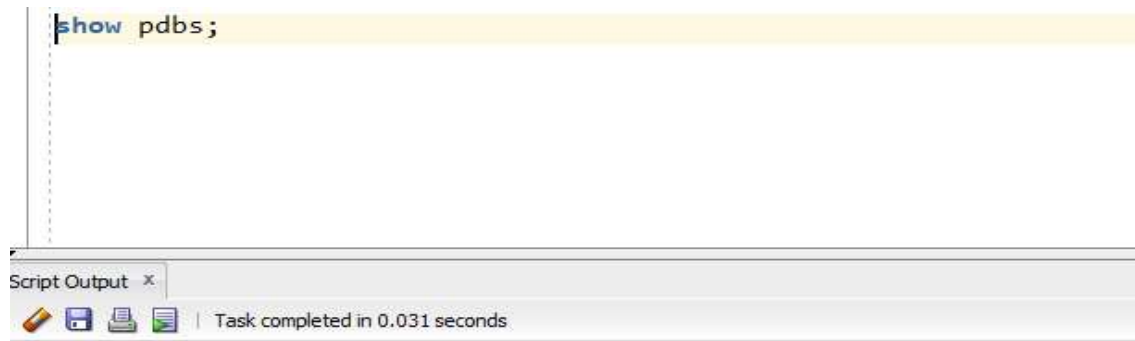 show pdbs;
Script Output x
Task completed in 0.031 seconds